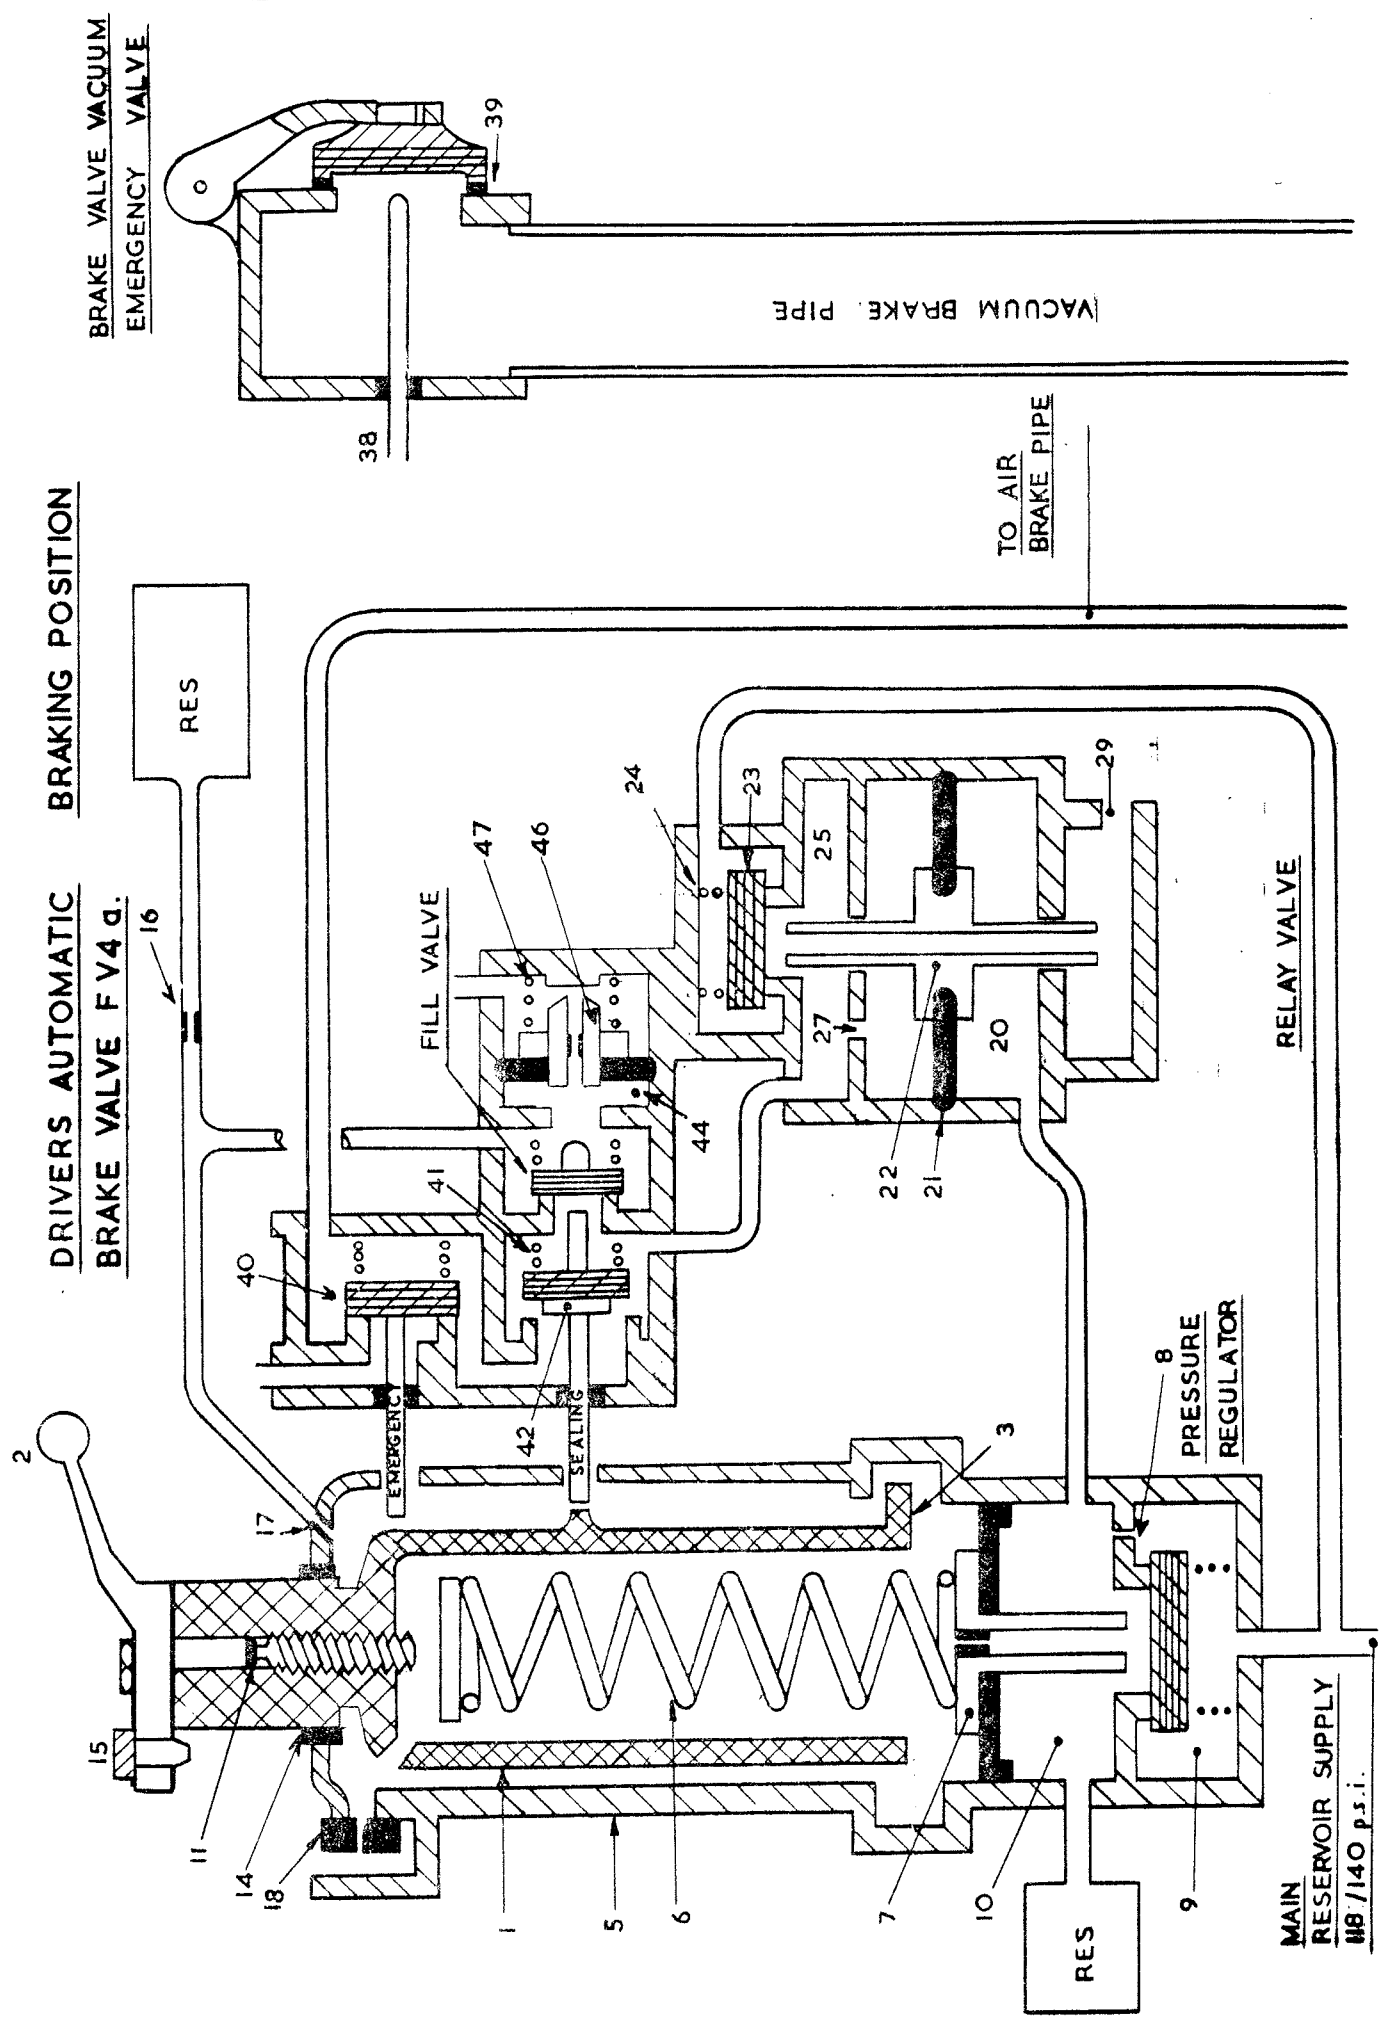 DRIVERS AUTOMATIC
BRAKE VALVE F V4 a.
BRAKING POSITION
BRAKE VALVE VACUUM
EMERGENCY VALVE
2
15
11
14
18
1
5
6
7
10
9
RES
MAIN
RESERVOIR SUPPLY
118/140 p.s.i.
17
16
RES
EMERGENCY
SEALING
3
8
PRESSURE
REGULATOR
40
41
42
FILL VALVE
47
46
44
24
23
25
27
20
22
21
29
RELAY VALVE
TO AIR
BRAKE PIPE
38
39
VACUUM BRAKE PIPE